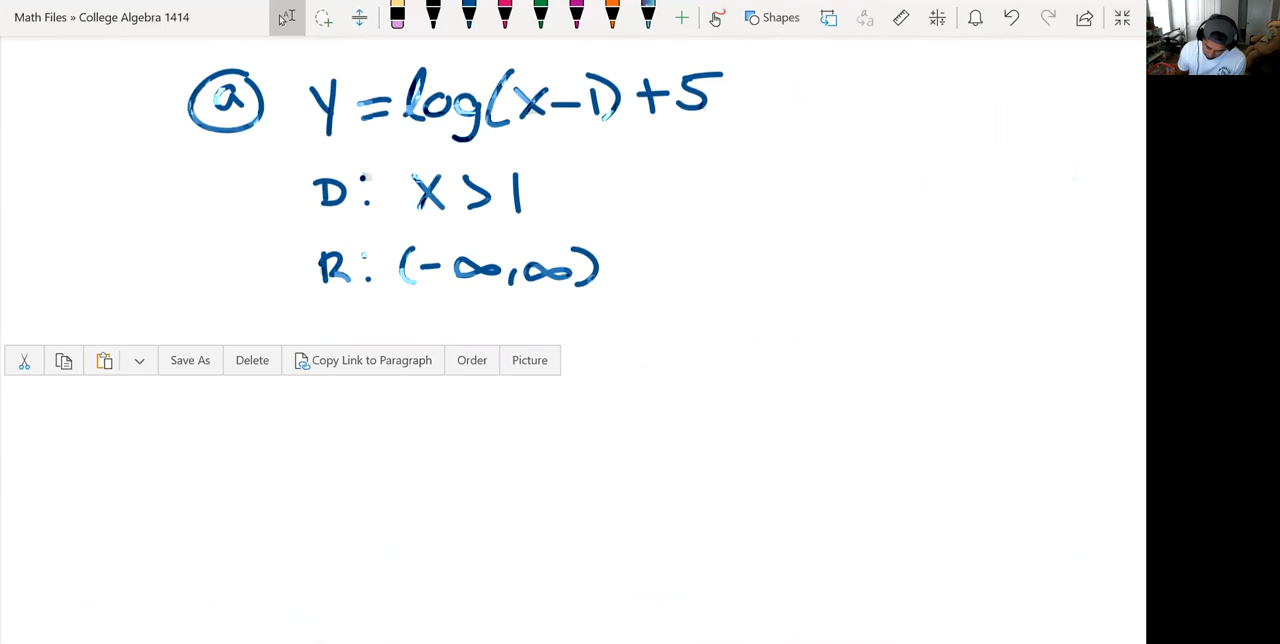 Math Files » College Algebra 1414
Shapes
a y = log(x-1) + 5
D: x > 1
R: (-∞,∞)
Save As Delete Copy Link to Paragraph Order Picture